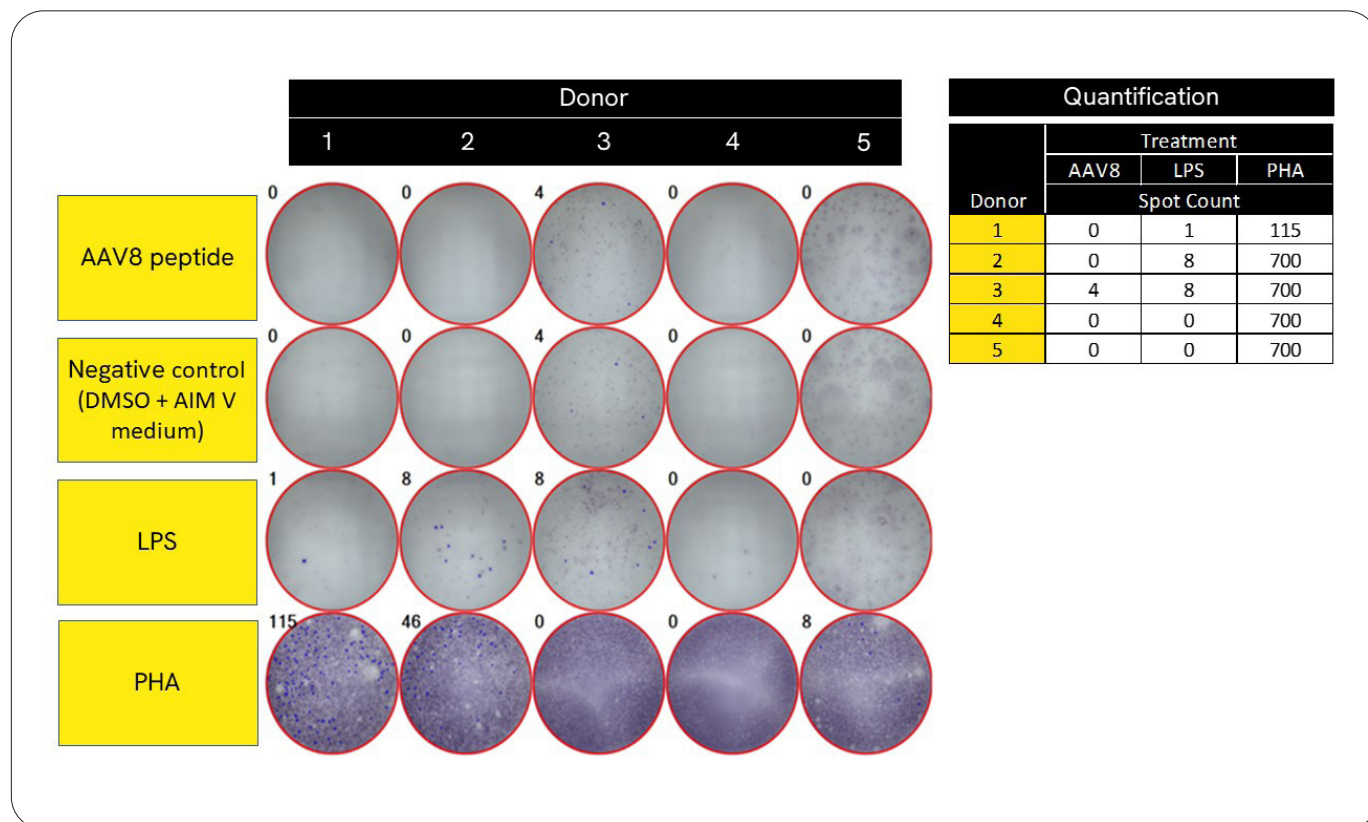 Donor
1 2 3 4 5
AAV8 peptide
0 0 4 0 0
Negative control
(DMSO + AIM V
medium)
0 0 4 0 0
LPS
1 8 8 0 0
PHA
115 46 0 0 8
Quantification
Treatment
AAV8 LPS PHA
Donor Spot Count
1 0 1 115
2 0 8 700
3 4 8 700
4 0 0 700
5 0 0 700